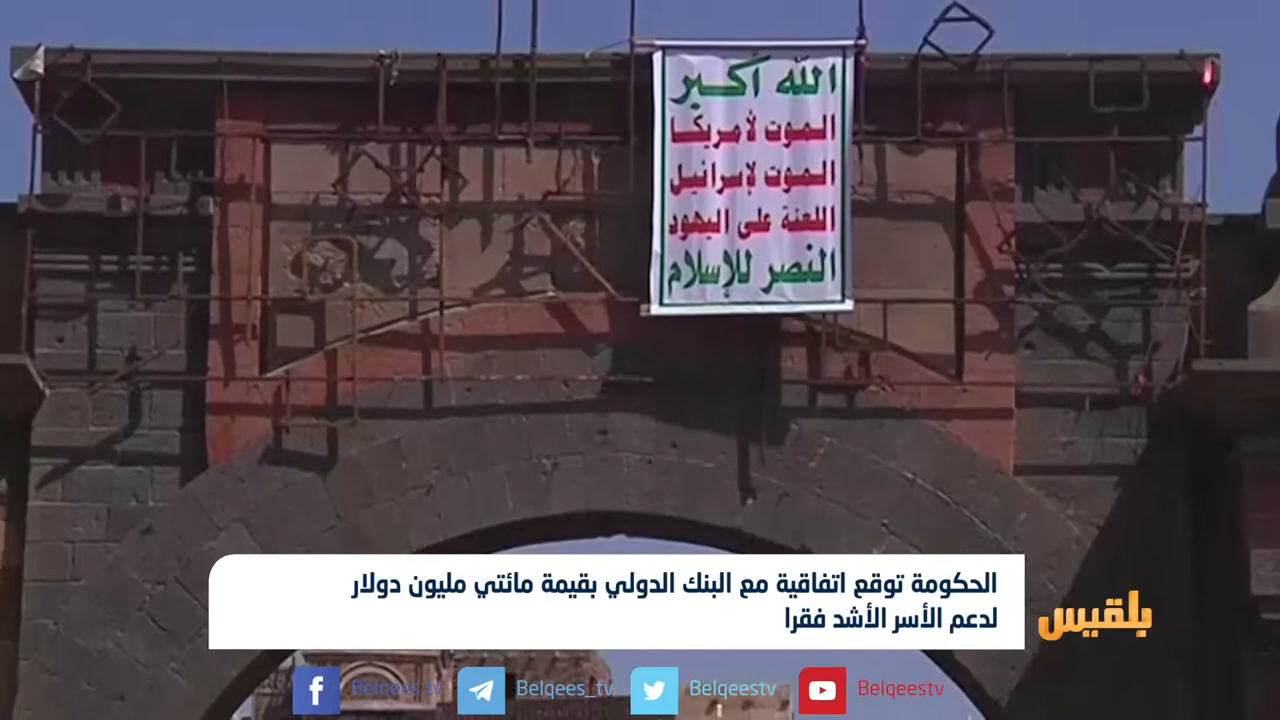 الله أكبر
الموت لأمريكا
الموت لإسرائيل
اللعنة على اليهود
النصر للإسلام
الحكومة توقع اتفاقية مع البنك الدولي بقيمة مائتي مليون دولار
لدعم الأسر الأشد فقرا
بلقيس
Belqees_tv
Belqees_tv
Belqeestv
Belqeestv